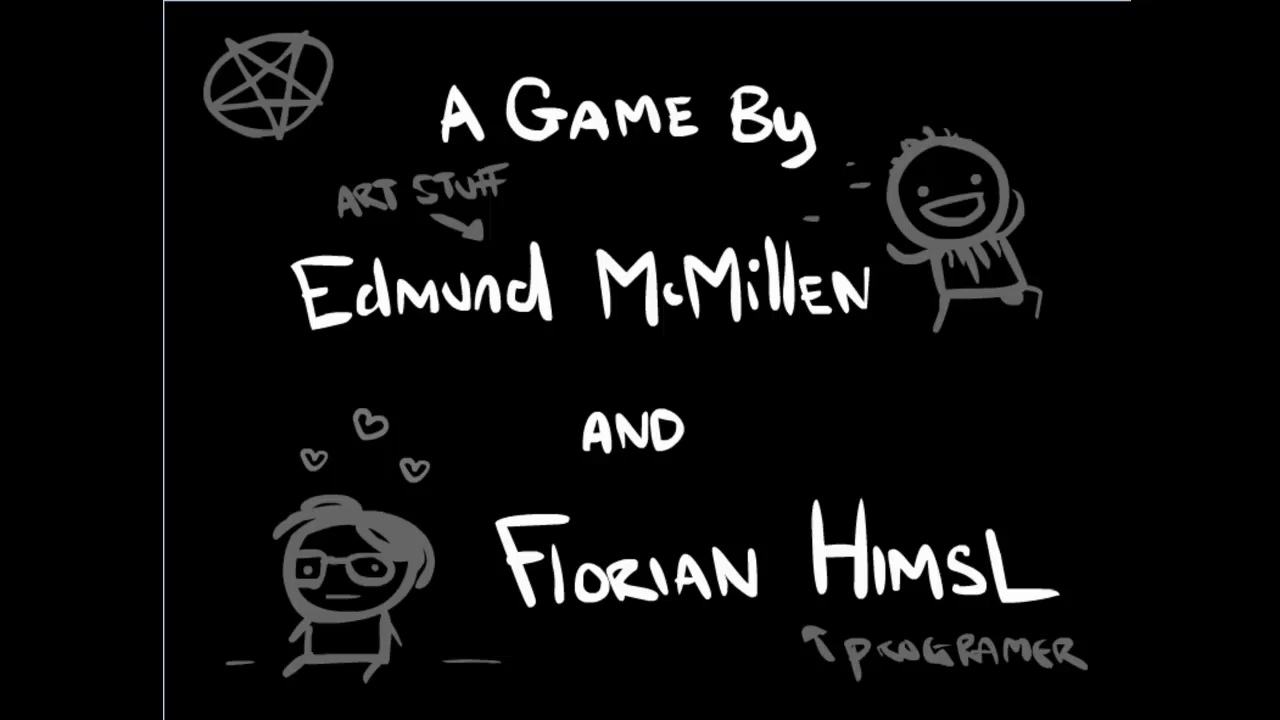 A GAME By
ART STUFF
Edmund McMillEN
AND
FlORIAN HIMSL
pROGRAMER